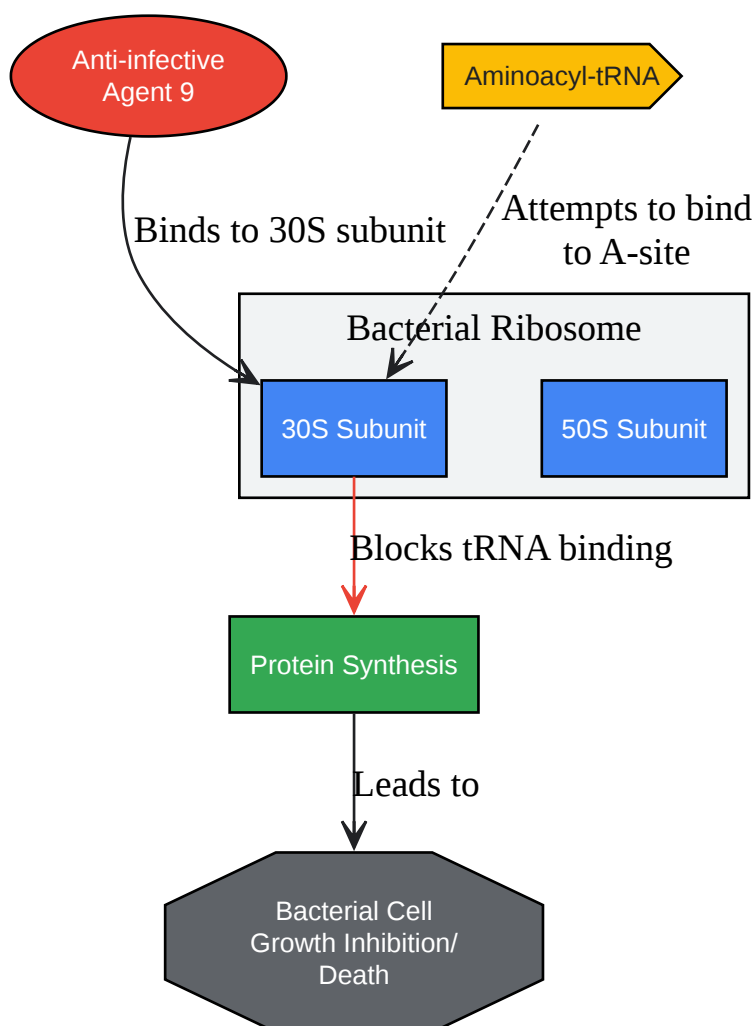 Anti-infective
Agent 9
Aminoacyl-tRNA
Binds to 30S subunit
Attempts to bind
to A-site
Bacterial Ribosome
30S Subunit
50S Subunit
Blocks tRNA binding
Protein Synthesis
Leads to
Bacterial Cell
Growth Inhibition/
Death